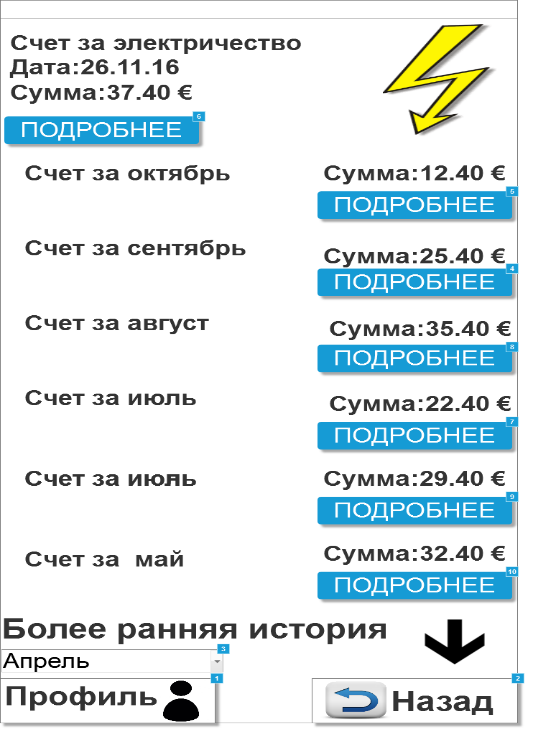 Счет за электричество
Дата:26.11.16
Сумма:37.40 €
ПОДРОБНЕЕ 6
Счет за октябрь Сумма:12.40 €
ПОДРОБНЕЕ 5
Счет за сентябрь Сумма:25.40 €
ПОДРОБНЕЕ 4
Счет за август Сумма:35.40 €
ПОДРОБНЕЕ 8
Счет за июль Сумма:22.40 €
ПОДРОБНЕЕ 7
Счет за июль Сумма:29.40 €
ПОДРОБНЕЕ 9
Счет за май Сумма:32.40 €
ПОДРОБНЕЕ 10
Более ранняя история
Апрель 3
Профиль 1
Назад 2